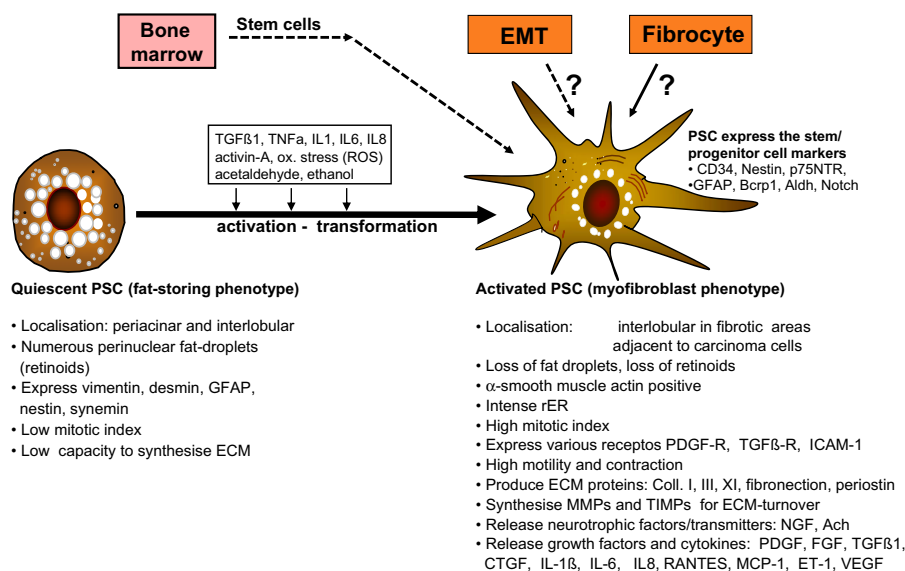 Bone
marrow
Stem cells
EMT
Fibrocyte
?
?
TGFß1, TNFa, IL1, IL6, IL8
activin-A, ox. stress (ROS)
acetaldehyde, ethanol
activation - transformation
PSC express the stem/
progenitor cell markers
• CD34, Nestin, p75NTR,
•GFAP, Bcrp1, Aldh, Notch
Quiescent PSC (fat-storing phenotype)
• Localisation: periacinar and interlobular
• Numerous perinuclear fat-droplets
(retinoids)
• Express vimentin, desmin, GFAP,
nestin, synemin
• Low mitotic index
• Low capacity to synthesise ECM
Activated PSC (myofibroblast phenotype)
• Localisation: interlobular in fibrotic areas
adjacent to carcinoma cells
• Loss of fat droplets, loss of retinoids
• α-smooth muscle actin positive
• Intense rER
• High mitotic index
• Express various receptos PDGF-R, TGFß-R, ICAM-1
• High motility and contraction
• Produce ECM proteins: Coll. I, III, XI, fibronection, periostin
• Synthesise MMPs and TIMPs for ECM-turnover
• Release neurotrophic factors/transmitters: NGF, Ach
• Release growth factors and cytokines: PDGF, FGF, TGFß1,
CTGF, IL-1ß, IL-6, IL8, RANTES, MCP-1, ET-1, VEGF